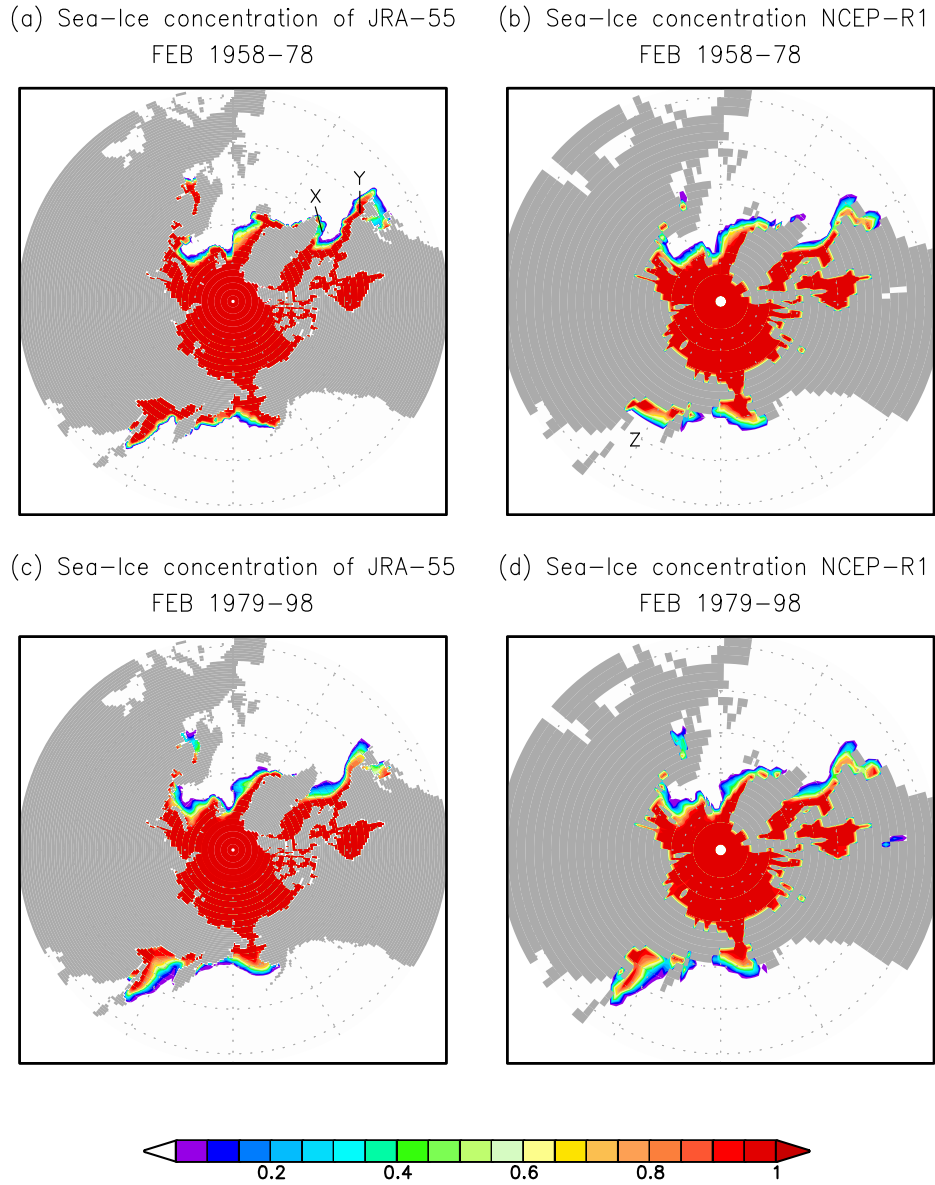 (a) Sea-Ice concentration of JRA-55
FEB 1958-78
(b) Sea-Ice concentration NCEP-R1
FEB 1958-78
X
Y
Z
(c) Sea-Ice concentration of JRA-55
FEB 1979-98
(d) Sea-Ice concentration NCEP-R1
FEB 1979-98
0.2 0.4 0.6 0.8 1